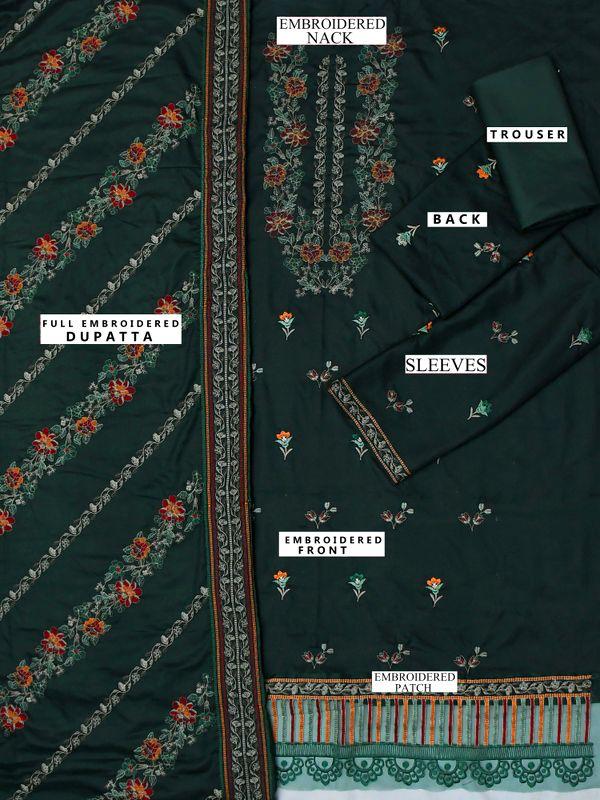 EMBROIDERED
NACK
TROUSER
BACK
FULL EMBROIDERED
DUPATTA
SLEEVES
EMBROIDERED
FRONT
EMBROIDERED
PATCH